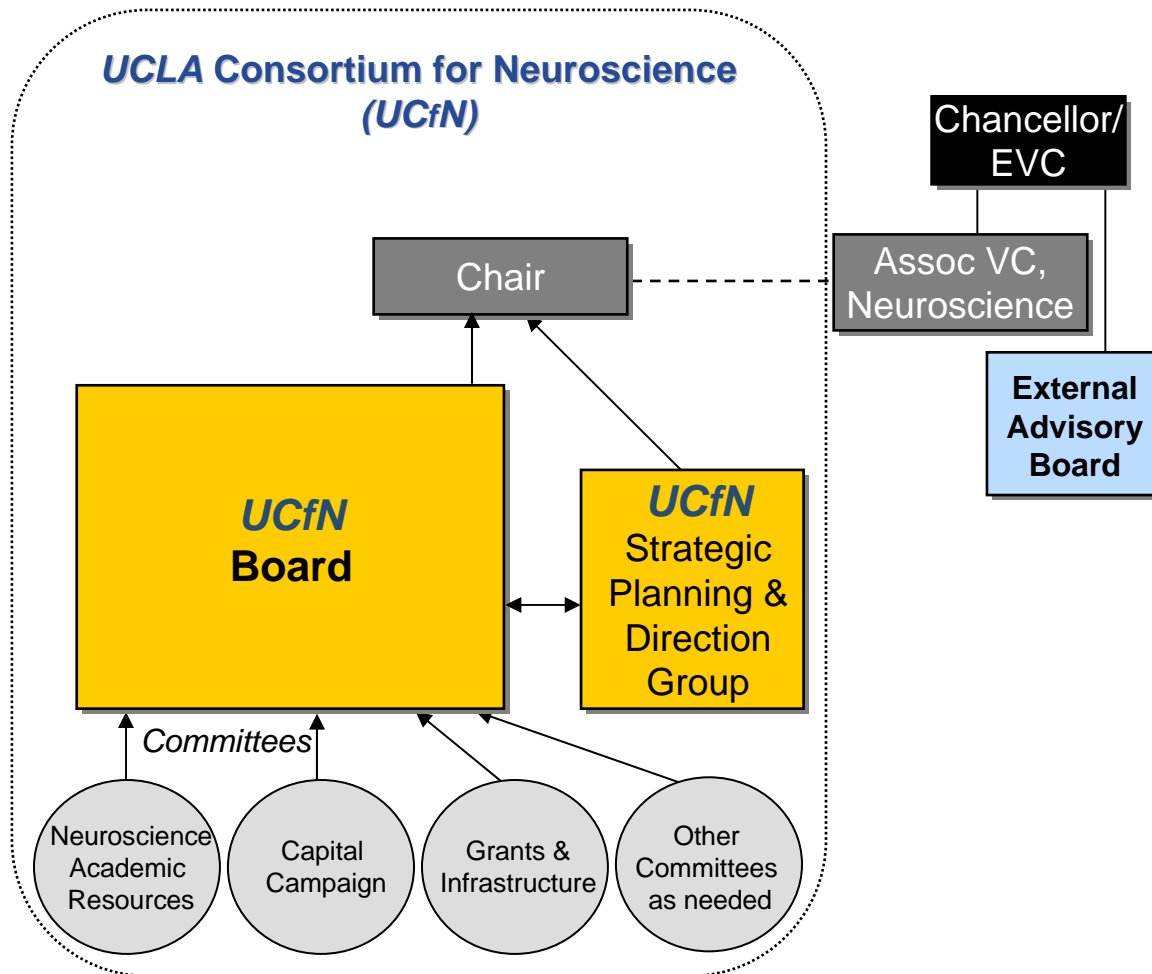 UCLA Consortium for Neuroscience
(UCfN)
Chancellor/
EVC
Chair
Assoc VC,
Neuroscience
External
Advisory
Board
UCfN
Board
UCfN
Strategic
Planning &
Direction
Group
Committees
Neuroscience
Academic
Resources
Capital
Campaign
Grants &
Infrastructure
Other
Committees
as needed